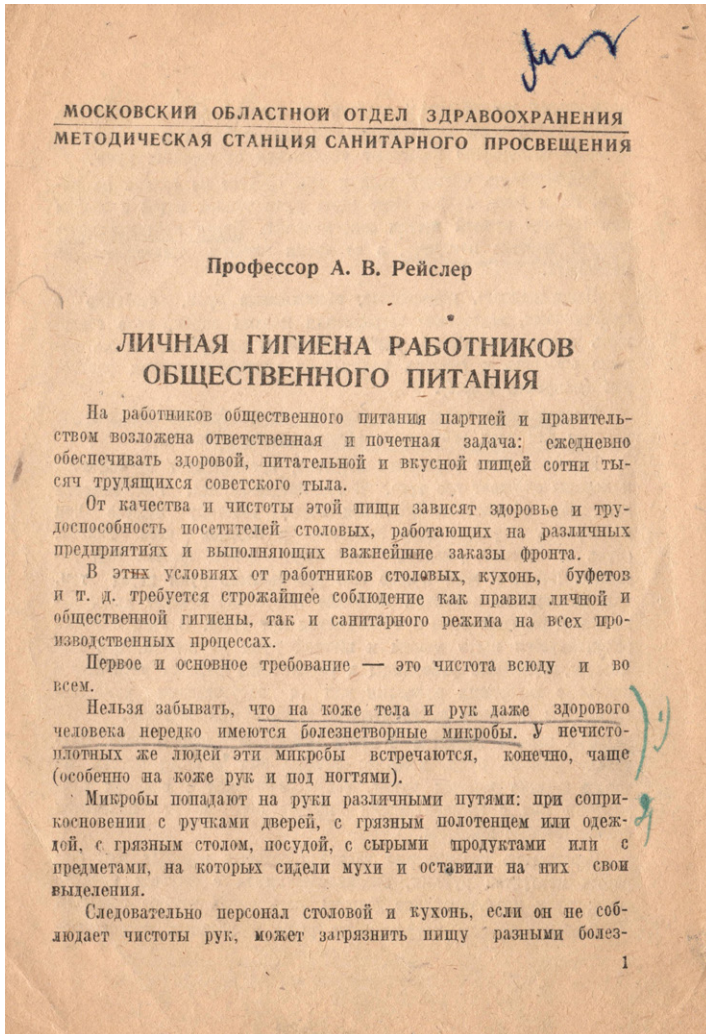 МОСКОВСКИЙ ОБЛАСТНОЙ ОТДЕЛ ЗДРАВООХРАНЕНИЯ
МЕТОДИЧЕСКАЯ СТАНЦИЯ САНИТАРНОГО ПРОСВЕЩЕНИЯ
Профессор А. В. Рейслер
ЛИЧНАЯ ГИГИЕНА РАБОТНИКОВ
ОБЩЕСТВЕННОГО ПИТАНИЯ
На работников общественного питания партией и правитель-
ством возложена ответственная и почетная задача: ежедневно
обеспечивать здоровой, питательной и вкусной пищей сотни ты-
сяч трудящихся советского тыла.
От качества и чистоты этой пищи зависят здоровье и тру-
доспособность посетителей столовых, работающих на различных
предприятиях и выполняющих важнейшие заказы фронта.
В этих условиях от работников столовых, кухонь, буфетов
и т. д. требуется строжайшее соблюдение как правил личной и
общественной гигиены, так и санитарного режима на всех про-
изводственных процессах.
Первое и основное требование — это чистота всюду и во
всем.
Нельзя забывать, что на коже тела и рук даже здорового
человека нередко имеются болезнетворные микробы. У нечисто-
плотных же людей эти микробы встречаются, конечно, чаще
(особенно на коже рук и под ногтями).
Микробы попадают на руки различными путями: при сопри-
косновении с ручками дверей, с грязным полотенцем или одеж-
дой, с грязным столом, посудой, с сырыми продуктами или с
предметами, на которых сидели мухи и оставили на них свои
выделения.
Следовательно персонал столовой и кухонь, если он не соб-
людает чистоты рук, может загрязнить пищу разными болез-
1